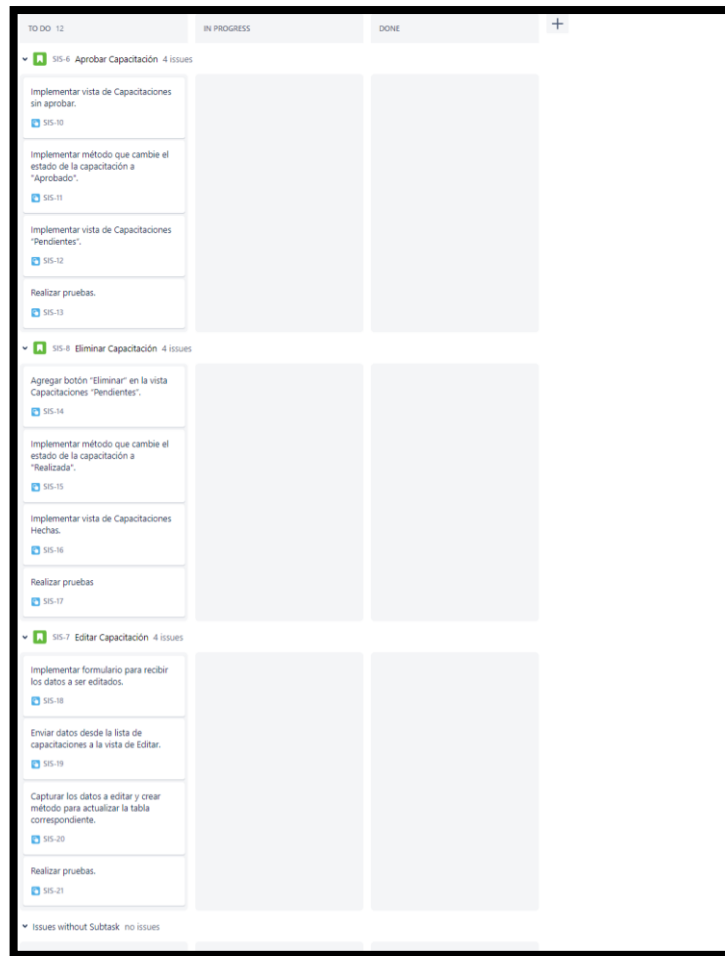 TO DO 12
IN PROGRESS
DONE
+
SIS-6 Aprobar Capacitación 4 issues
Implementar vista de Capacitaciones
sin aprobar.
SIS-10
Implementar método que cambie el
estado de la capacitación a
"Aprobado".
SIS-11
Implementar vista de Capacitaciones
"Pendientes".
SIS-12
Realizar pruebas.
SIS-13
SIS-8 Eliminar Capacitación 4 issues
Agregar botón "Eliminar" en la vista
Capacitaciones "Pendientes".
SIS-14
Implementar método que cambie el
estado de la capacitación a
"Realizada".
SIS-15
Implementar vista de Capacitaciones
Hechas.
SIS-16
Realizar pruebas
SIS-17
SIS-7 Editar Capacitación 4 issues
Implementar formulario para recibir
los datos a ser editados.
SIS-18
Enviar datos desde la lista de
capacitaciones a la vista de Editar.
SIS-19
Capturar los datos a editar y crear
método para actualizar la tabla
correspondiente.
SIS-20
Realizar pruebas.
SIS-21
Issues without Subtask no issues